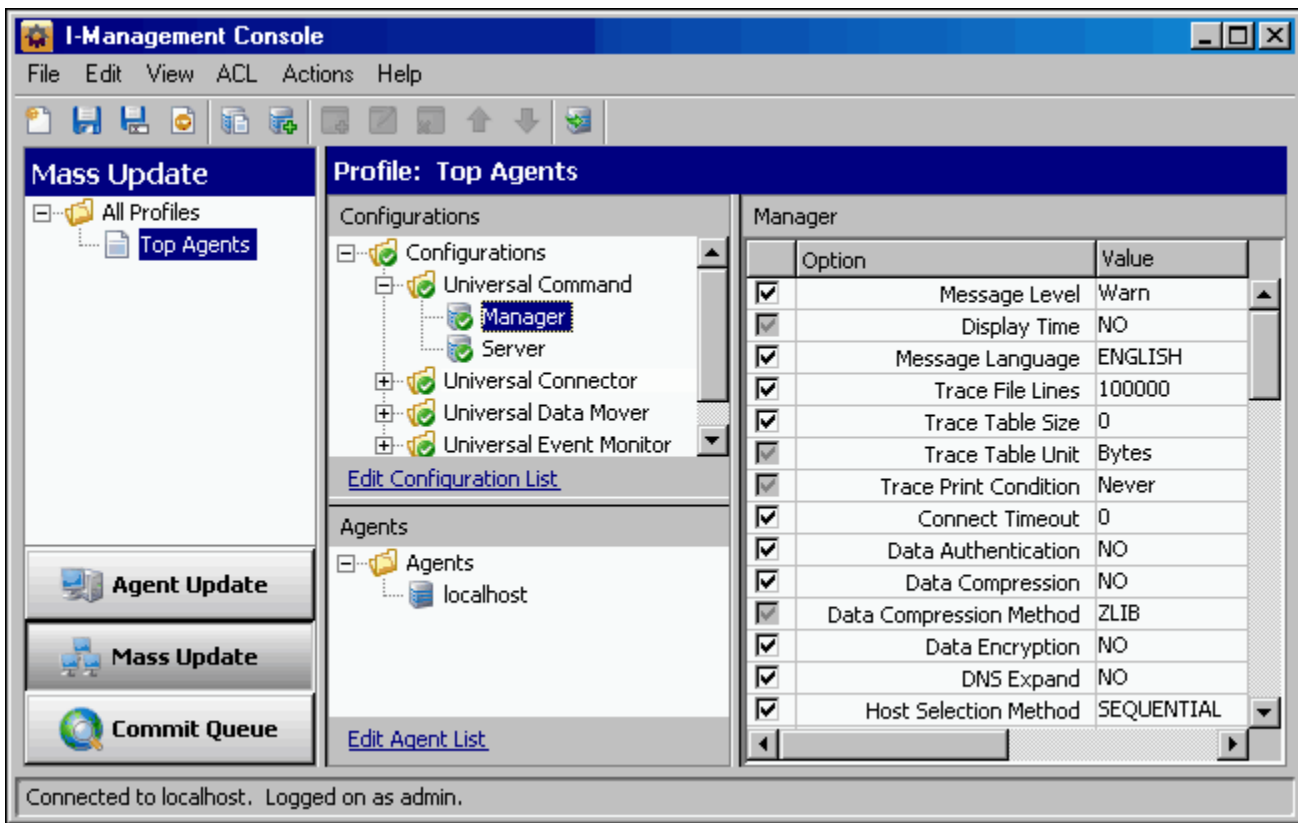 I-Management Console
File Edit View ACL Actions Help
Mass Update
All Profiles
Top Agents
Agent Update
Mass Update
Commit Queue
Profile: Top Agents
Configurations
Configurations
Universal Command
Manager
Server
Universal Connector
Universal Data Mover
Universal Event Monitor
Edit Configuration List
Agents
Agents
localhost
Edit Agent List
Manager
Option Value
Message Level Warn
Display Time NO
Message Language ENGLISH
Trace File Lines 100000
Trace Table Size 0
Trace Table Unit Bytes
Trace Print Condition Never
Connect Timeout 0
Data Authentication NO
Data Compression NO
Data Compression Method ZLIB
Data Encryption NO
DNS Expand NO
Host Selection Method SEQUENTIAL
Connected to localhost. Logged on as admin.